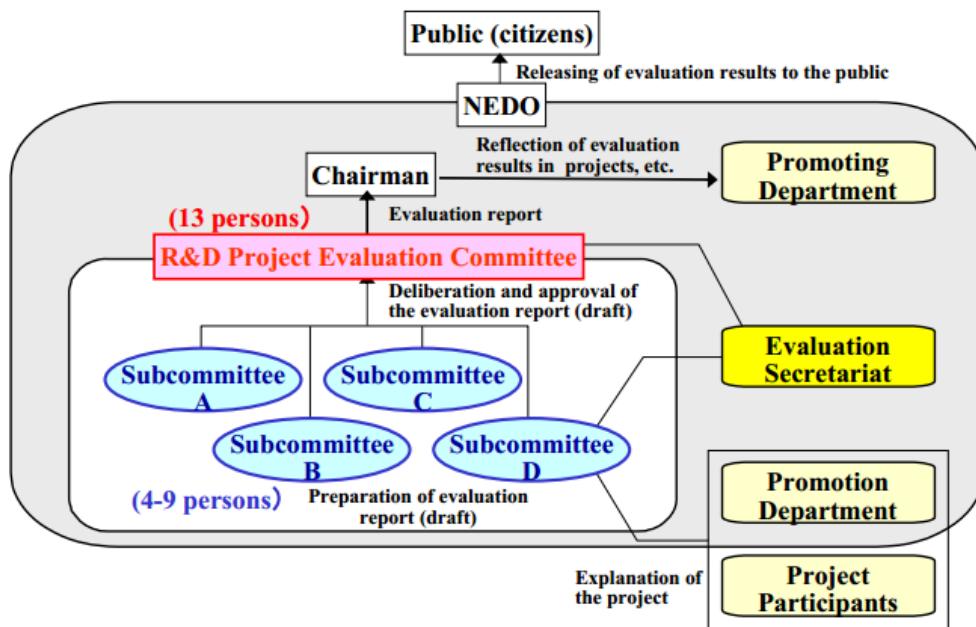 Public (citizens)
Releasing of evaluation results to the public
NEDO
Reflection of evaluation
results in projects, etc.
Chairman
Promoting
Department
(13 persons)
Evaluation report
R&D Project Evaluation Committee
Deliberation and approval of
the evaluation report (draft)
Evaluation
Secretariat
Subcommittee
A
Subcommittee
C
Subcommittee
B
Subcommittee
D
(4-9 persons)
Preparation of evaluation
report (draft)
Promotion
Department
Explanation of
the project
Project
Participants